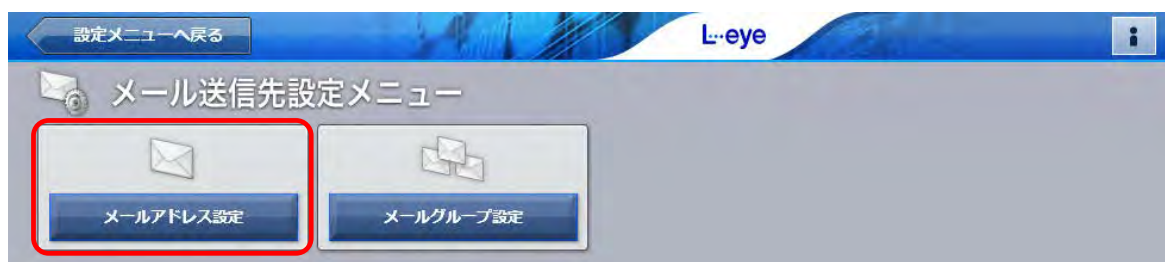 設定メニューへ戻る
L-eye
メール送信先設定メニュー
メールアドレス設定
メールグループ設定